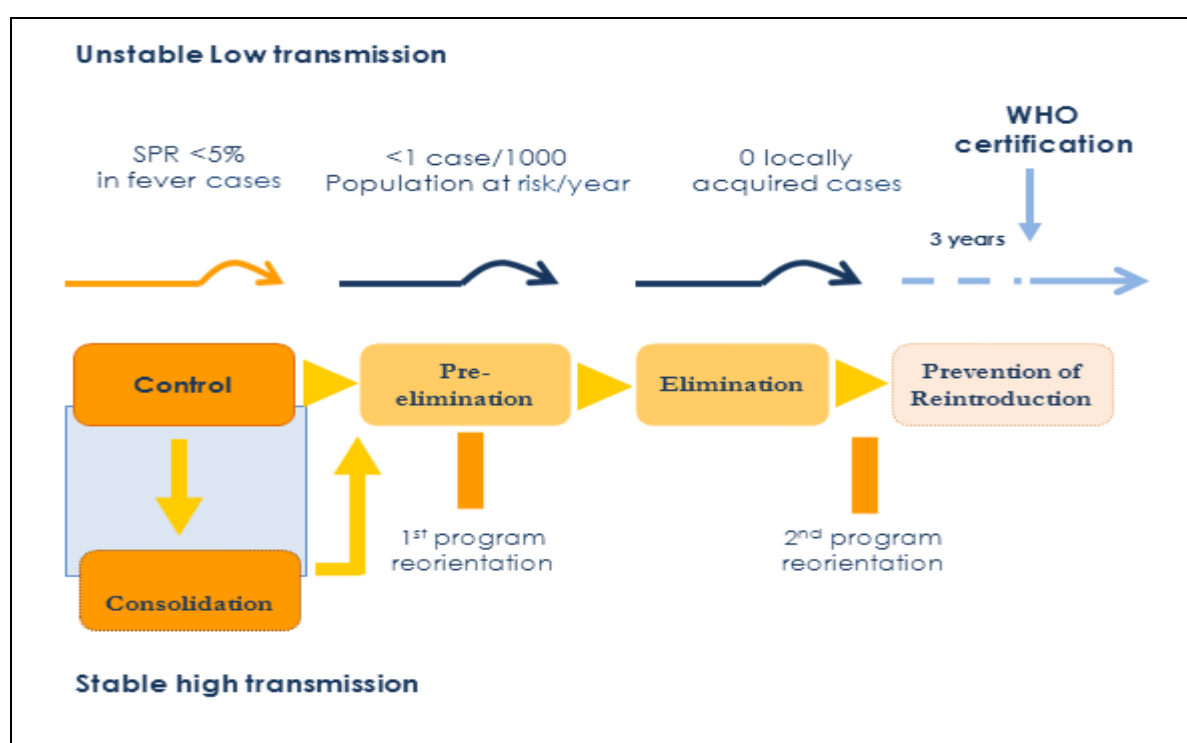 Unstable Low transmission
SPR <5%
in fever cases
<1 case/1000
Population at risk/year
0 locally
acquired cases
WHO
certification
3 years
Control
Pre-
elimination
Elimination
Prevention of
Reintroduction
1st program
reorientation
2nd program
reorientation
Consolidation
Stable high transmission